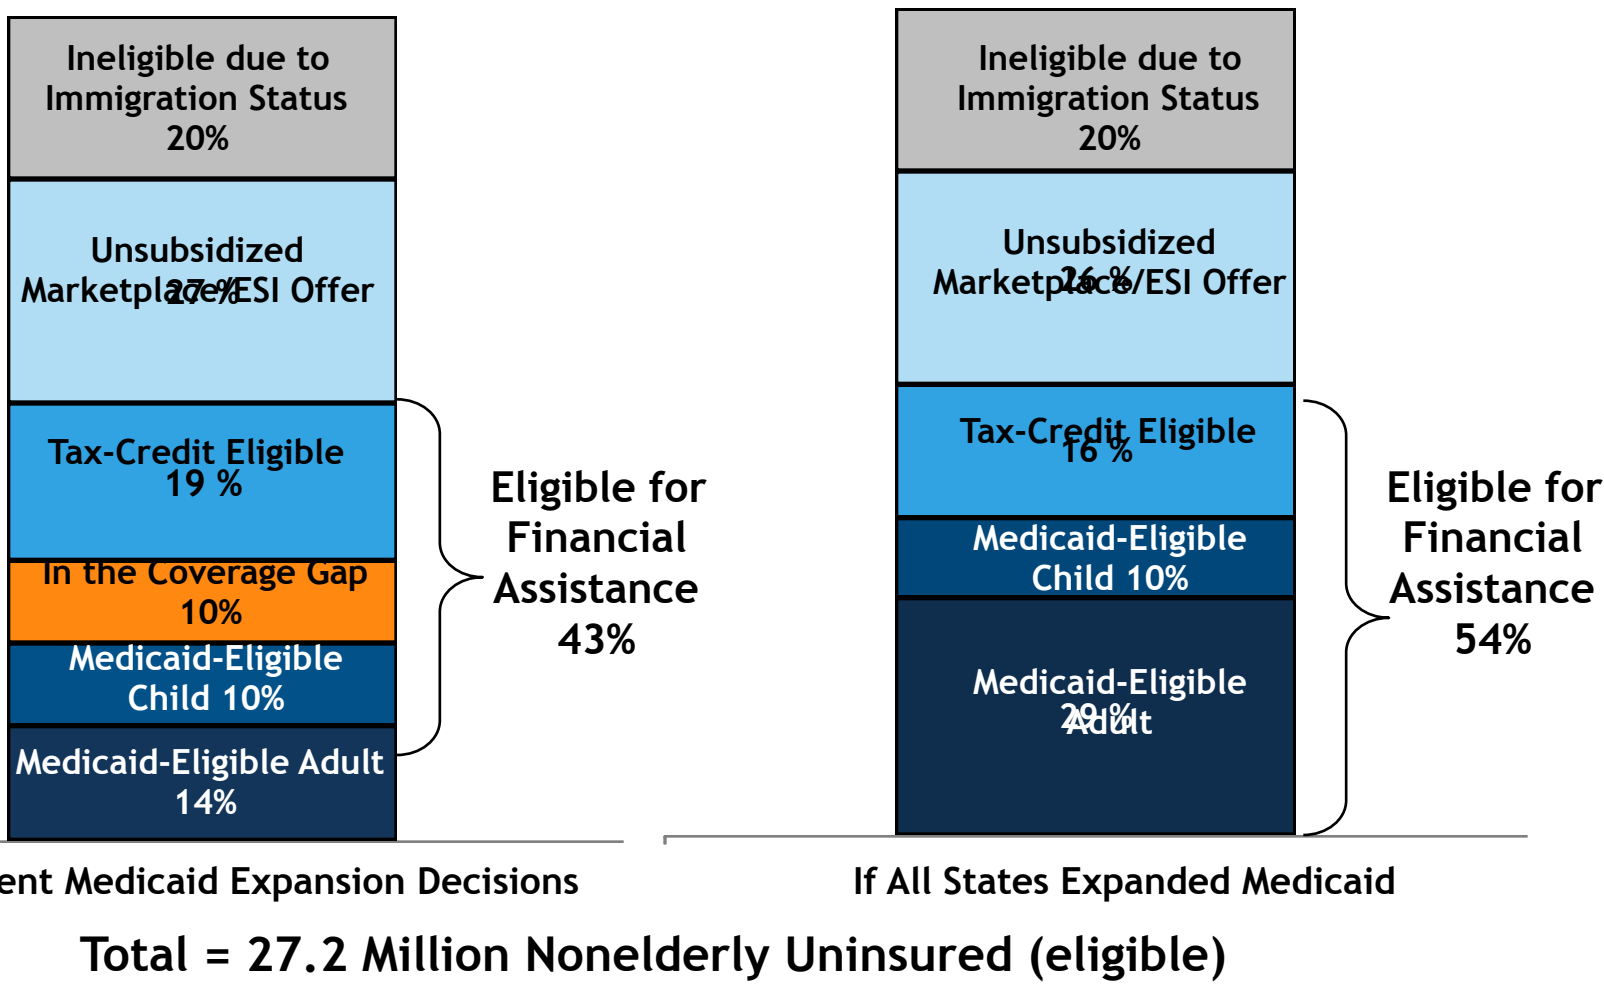 Ineligible due to
Immigration Status
20%
Unsubsidized
Marketplace/ESI Offer
27 %
Tax-Credit Eligible
19 %
In the Coverage Gap
10%
Medicaid-Eligible
Child 10%
Medicaid-Eligible Adult
14%
Eligible for
Financial
Assistance
43%
ent Medicaid Expansion Decisions
Ineligible due to
Immigration Status
20%
Unsubsidized
Marketplace/ESI Offer
26 %
Tax-Credit Eligible
16 %
Medicaid-Eligible
Child 10%
Medicaid-Eligible
Adult
29 %
Eligible for
Financial
Assistance
54%
If All States Expanded Medicaid
Total = 27.2 Million Nonelderly Uninsured (eligible)